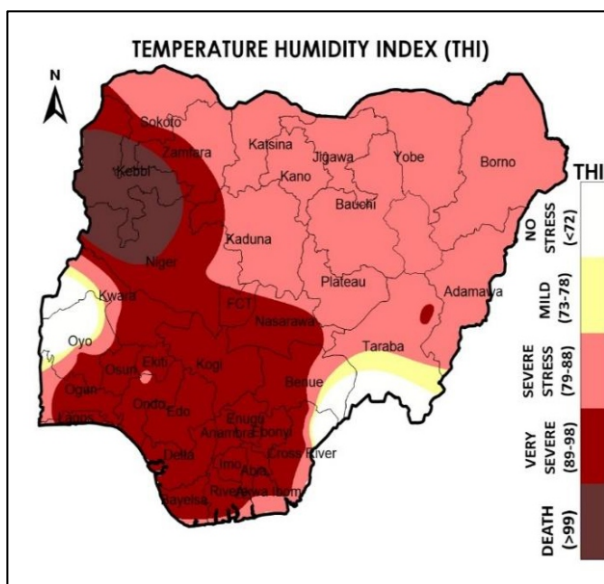 TEMPERATURE HUMIDITY INDEX (THI)
N
Sokoto
Katsina
Zamfara
Jigawa
Yobe
Borno
Kebbi
Kano
Bauchi
Kaduna
Niger
Plateau
Kwara
FCT
Adamawa
Nasarawa
Oyo
Taraba
Osun
Ekiti
Kogi
Benue
Ogun
Ondo
Edo
Enugu
Lagos
Anambra
Ebonyi
Delta
Imo
Abia
Cross River
Bayelsa
Rivers
Akwa Ibom
THI
NO
STRESS
(<72)
MILD
(73-78)
SEVERE
STRESS
(79-88)
VERY
SEVERE
(89-98)
DEATH
(>99)